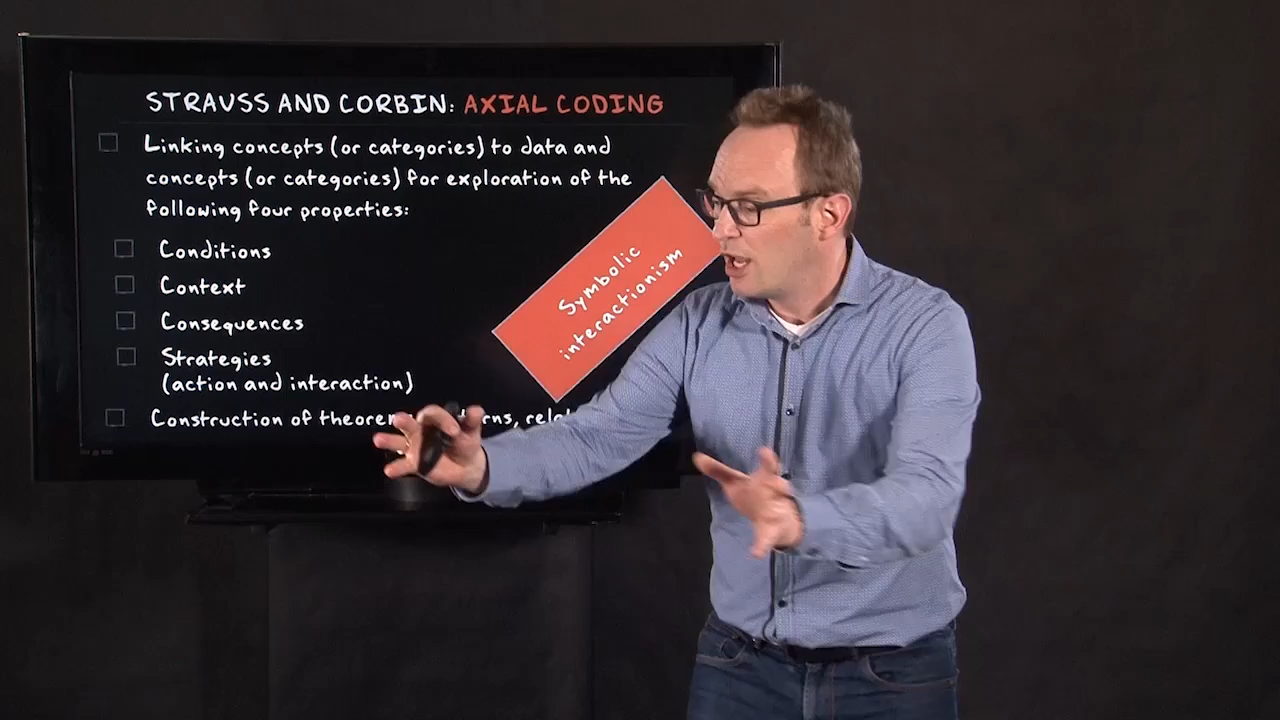 STRAUSS AND CORBIN: AXIAL CODING
Linking concepts (or categories) to data and
concepts (or categories) for exploration of the
following four properties:
Conditions
Context
Consequences
Strategies
(action and interaction)
Construction of
Symbolic
interactionism